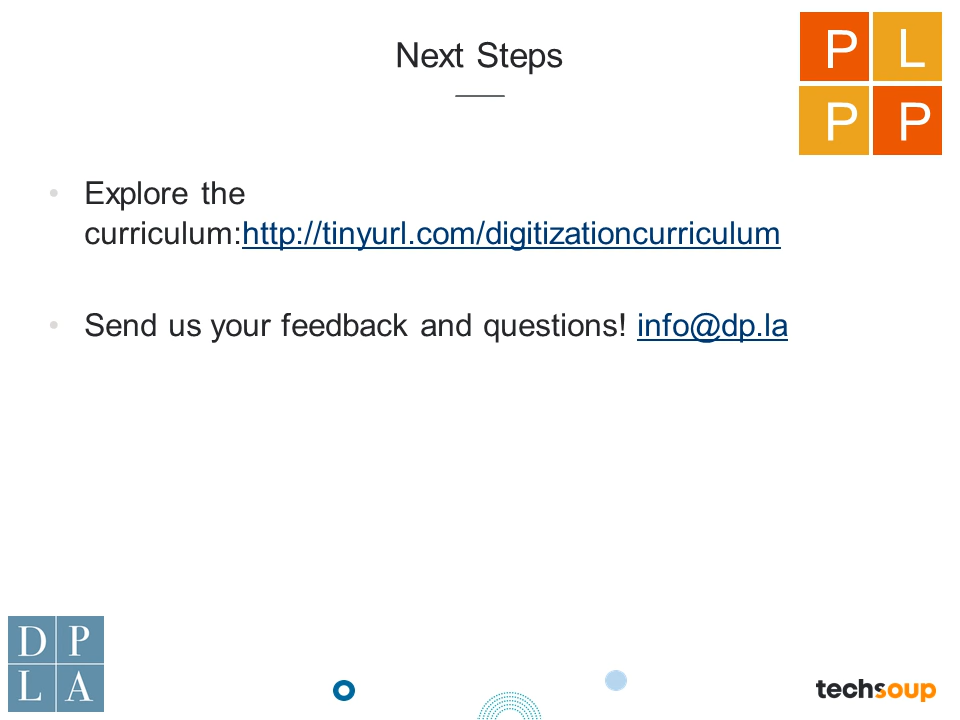 Next Steps
P L
P P
• Explore the
curriculum:http://tinyurl.com/digitizationcurriculum
• Send us your feedback and questions! info@dp.la
D P
L A
techsoup